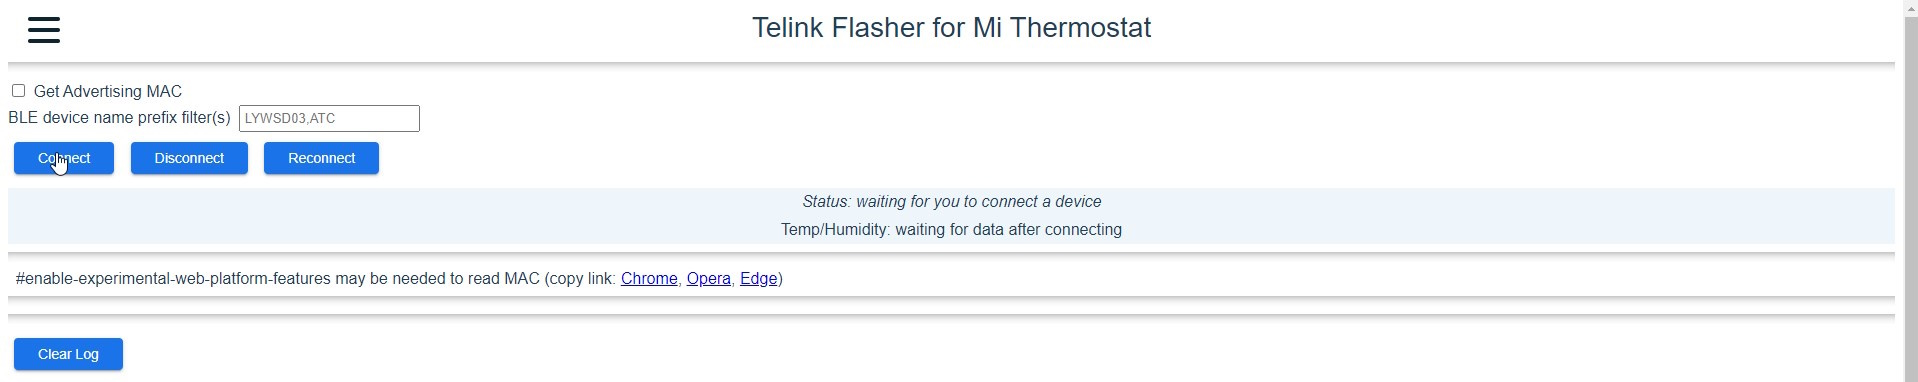 Telink Flasher for Mi Thermostat
Get Advertising MAC
BLE device name prefix filter(s) LYWSD03,ATC
Connect Disconnect Reconnect
Status: waiting for you to connect a device
Temp/Humidity: waiting for data after connecting
#enable-experimental-web-platform-features may be needed to read MAC (copy link: Chrome, Opera, Edge)
Clear Log